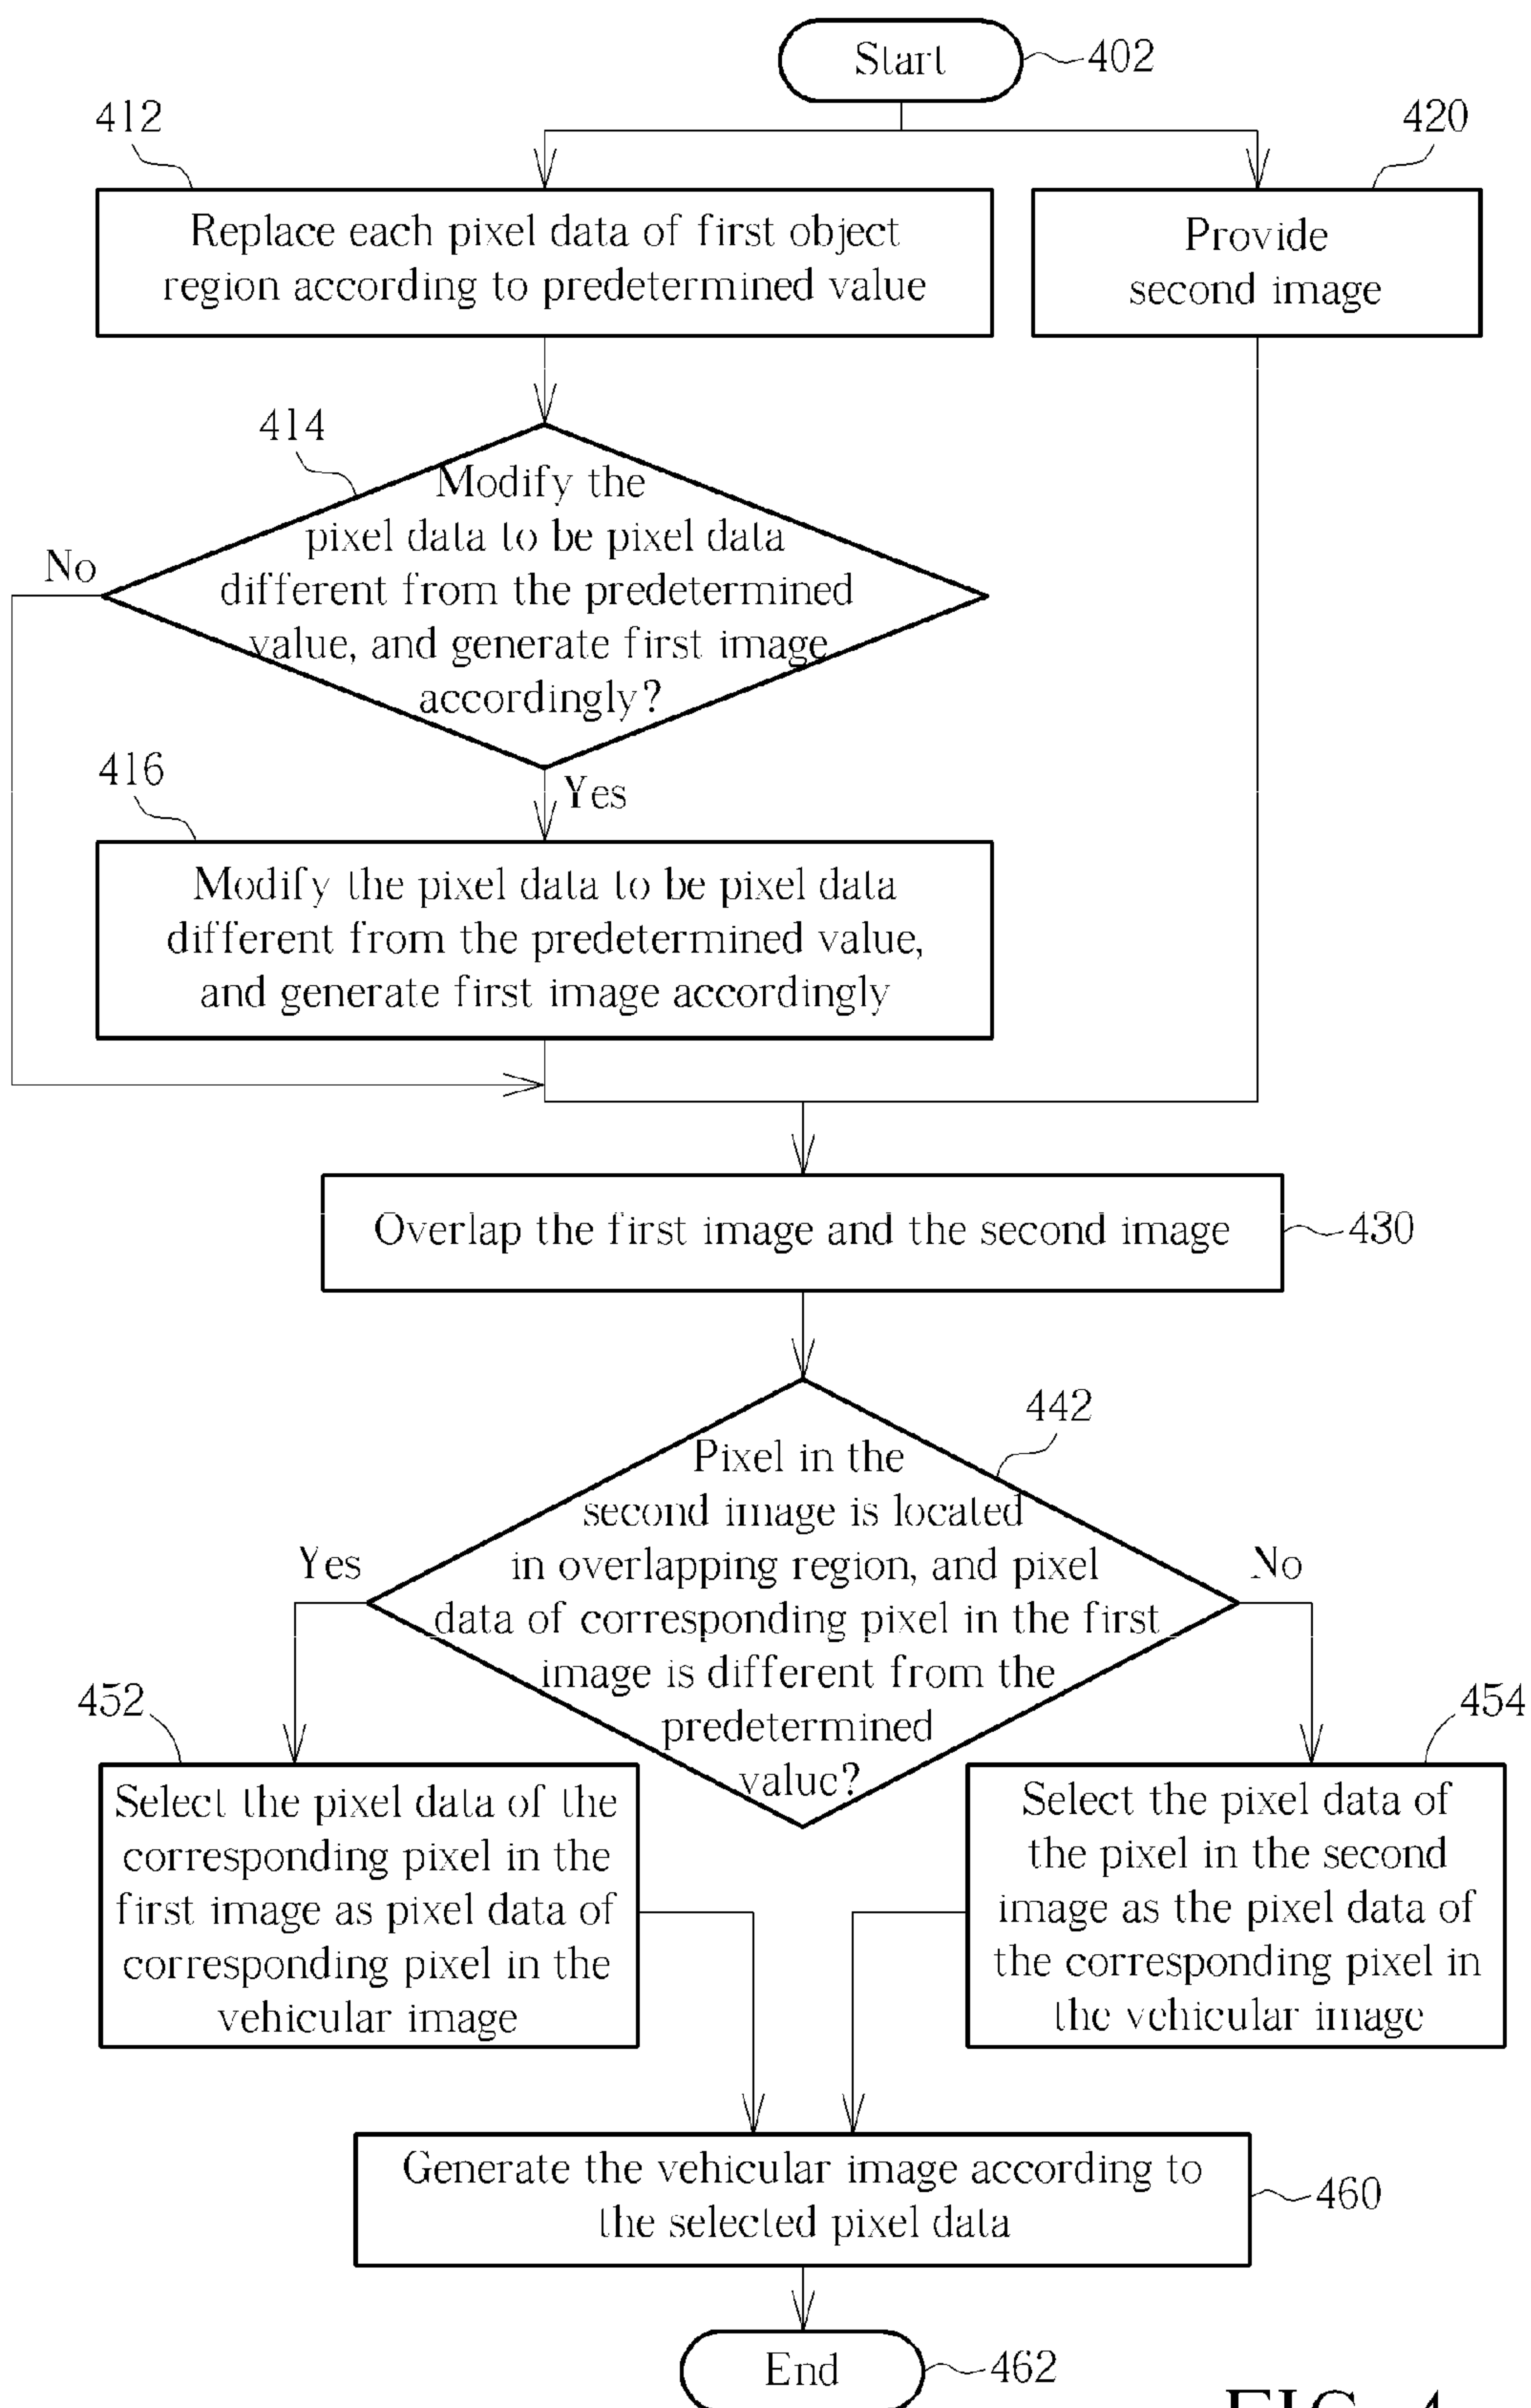 Start
402
412
420
Replace each pixel data of first object
region according to predetermined value
Provide
second image
414
Modify the
pixel data to be pixel data
different from the predetermined
value, and generate first image
accordingly?
No
Yes
416
Modify the pixel data to be pixel data
different from the predetermined value,
and generate first image accordingly
Overlap the first image and the second image
430
442
Pixel in the
second image is located
in overlapping region, and pixel
data of corresponding pixel in the first
image is different from the
predetermined
value?
Yes
No
452
454
Select the pixel data of the
corresponding pixel in the
first image as pixel data of
corresponding pixel in the
vehicular image
Select the pixel data of
the pixel in the second
image as the pixel data of
the corresponding pixel in
the vehicular image
Generate the vehicular image according to
the selected pixel data
460
End
462